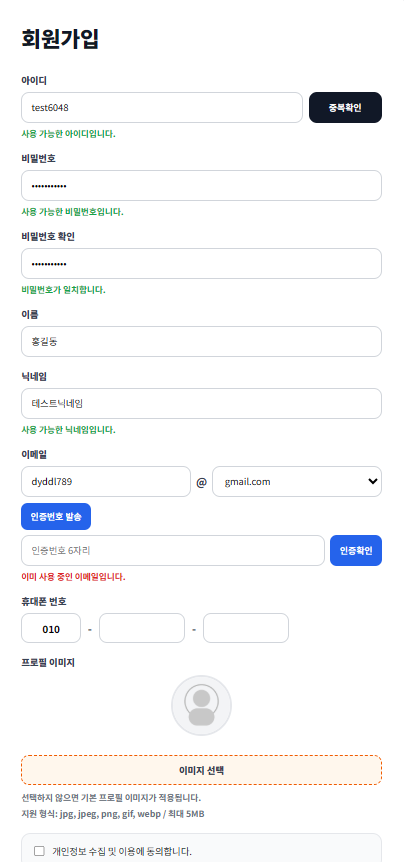 회원가입
아이디
test6048 중복확인
사용 가능한 아이디입니다.
비밀번호
•••••••••••
사용 가능한 비밀번호입니다.
비밀번호 확인
•••••••••••
비밀번호가 일치합니다.
이름
홍길동
닉네임
테스트닉네임
사용 가능한 닉네임입니다.
이메일
dyddl789 @ gmail.com
인증번호 발송
인증번호 6자리 인증확인
이미 사용 중인 이메일입니다.
휴대폰 번호
010 - -
프로필 이미지
이미지 선택
선택하지 않으면 기본 프로필 이미지가 적용됩니다.
지원 형식: jpg, jpeg, png, gif, webp / 최대 5MB
개인정보 수집 및 이용에 동의합니다.